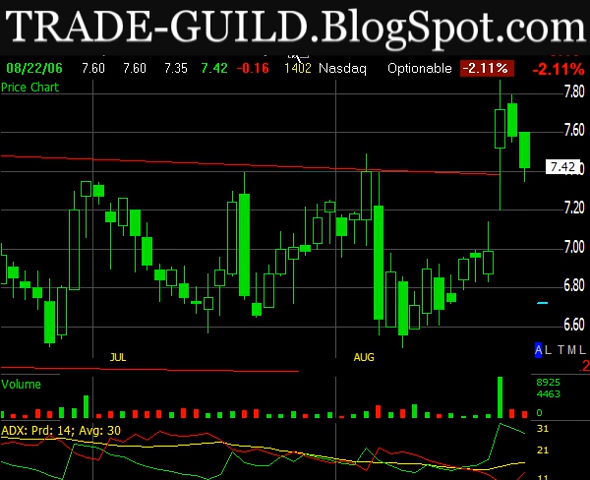 TRADE-GUILD.BlogSpot.com
08/22/06 7.60 7.60 7.35 7.42 -0.16 1402 Nasdaq Optionable -2.11% -2.11%
Price Chart
7.80
7.60
7.42
7.20
7.00
6.80
6.60
JUL AUG
A L T M L
.2
Volume
8925
4463
0
ADX: Prd: 14; Avg: 30
31
21
11